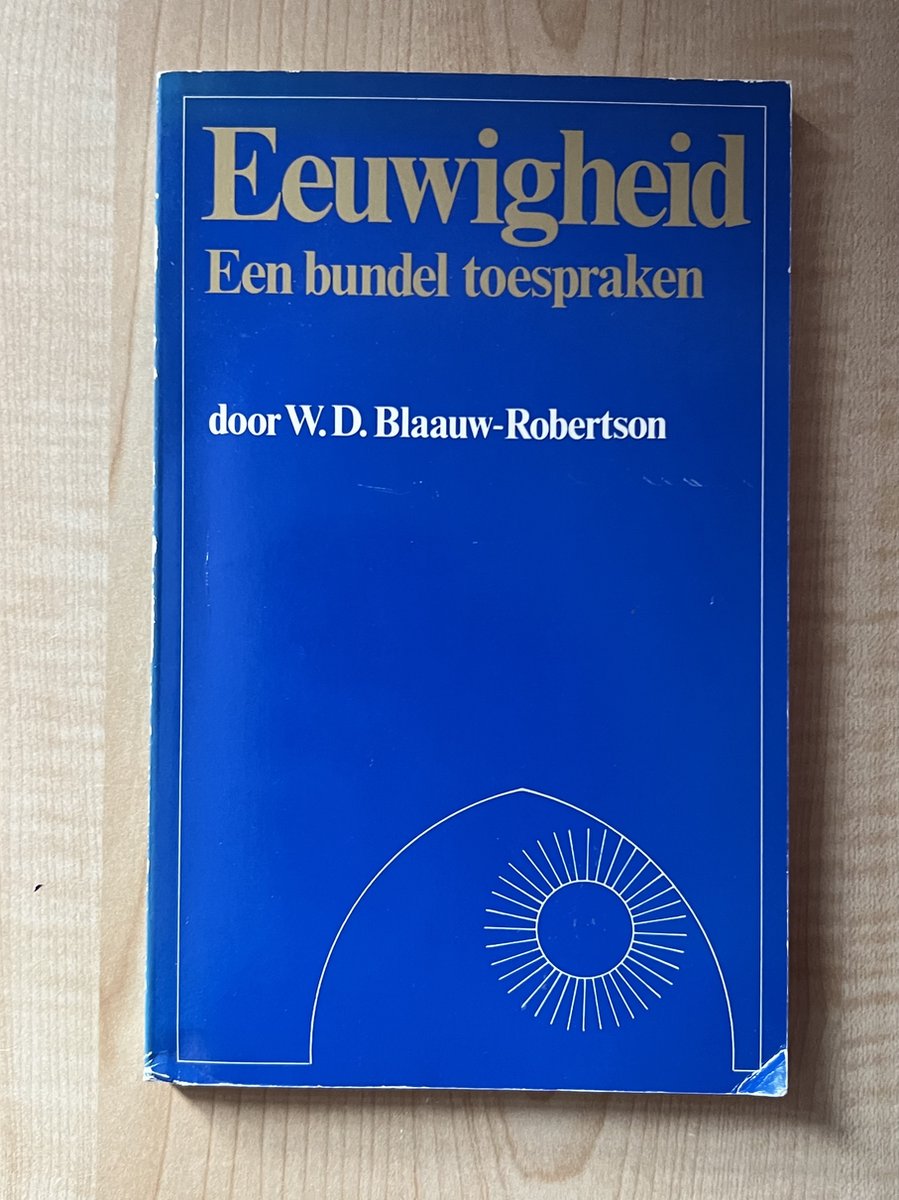 Eeuwigheid
Een bundel toespraken
door W. D. Blaauw-Robertson